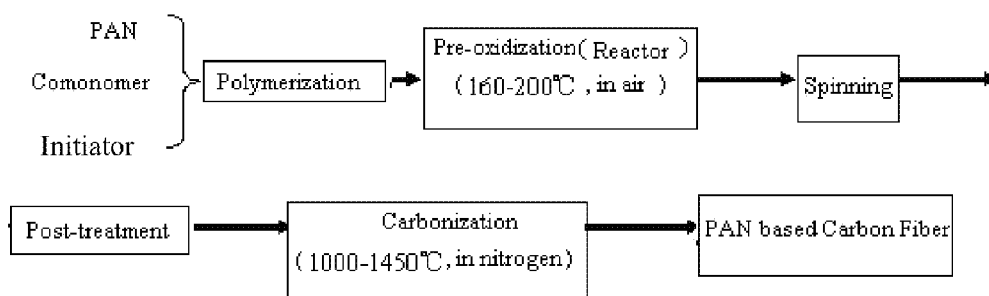 PAN
Comonomer
Initiator
Polymerization
Pre-oxidization( Reactor )
(160-200℃ , in air )
Spinning
Post-treatment
Carbonization
(1000-1450℃, in nitrogen)
PAN based Carbon Fiber